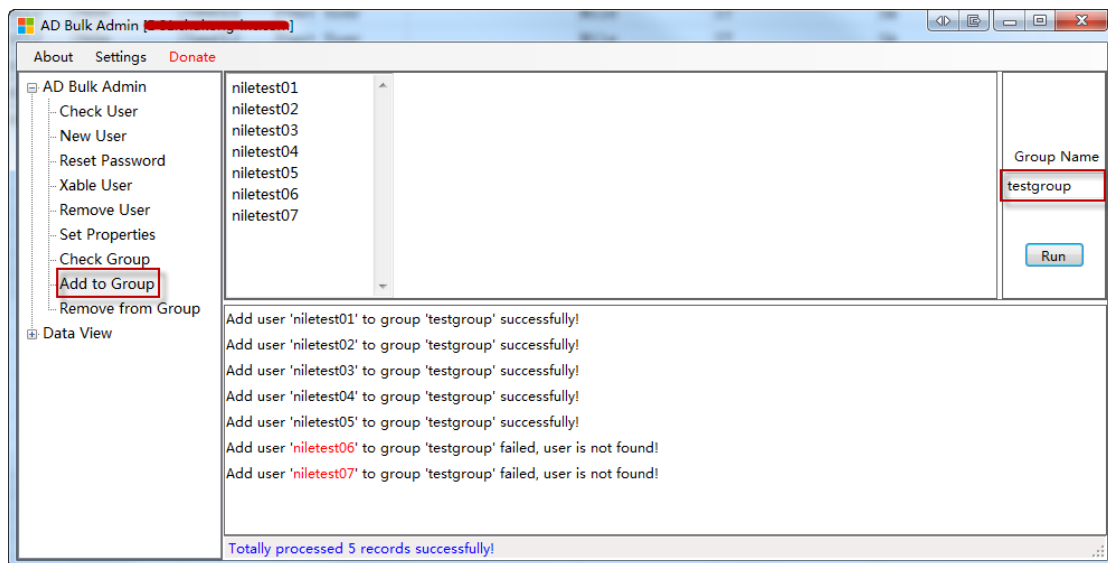 AD Bulk Admin [
About Settings Donate
AD Bulk Admin
Check User
New User
Reset Password
Xable User
Remove User
Set Properties
Check Group
Add to Group
Remove from Group
Data View
niletest01
niletest02
niletest03
niletest04
niletest05
niletest06
niletest07
Group Name
testgroup
Run
Add user 'niletest01' to group 'testgroup' successfully!
Add user 'niletest02' to group 'testgroup' successfully!
Add user 'niletest03' to group 'testgroup' successfully!
Add user 'niletest04' to group 'testgroup' successfully!
Add user 'niletest05' to group 'testgroup' successfully!
Add user 'niletest06' to group 'testgroup' failed, user is not found!
Add user 'niletest07' to group 'testgroup' failed, user is not found!
Totally processed 5 records successfully!